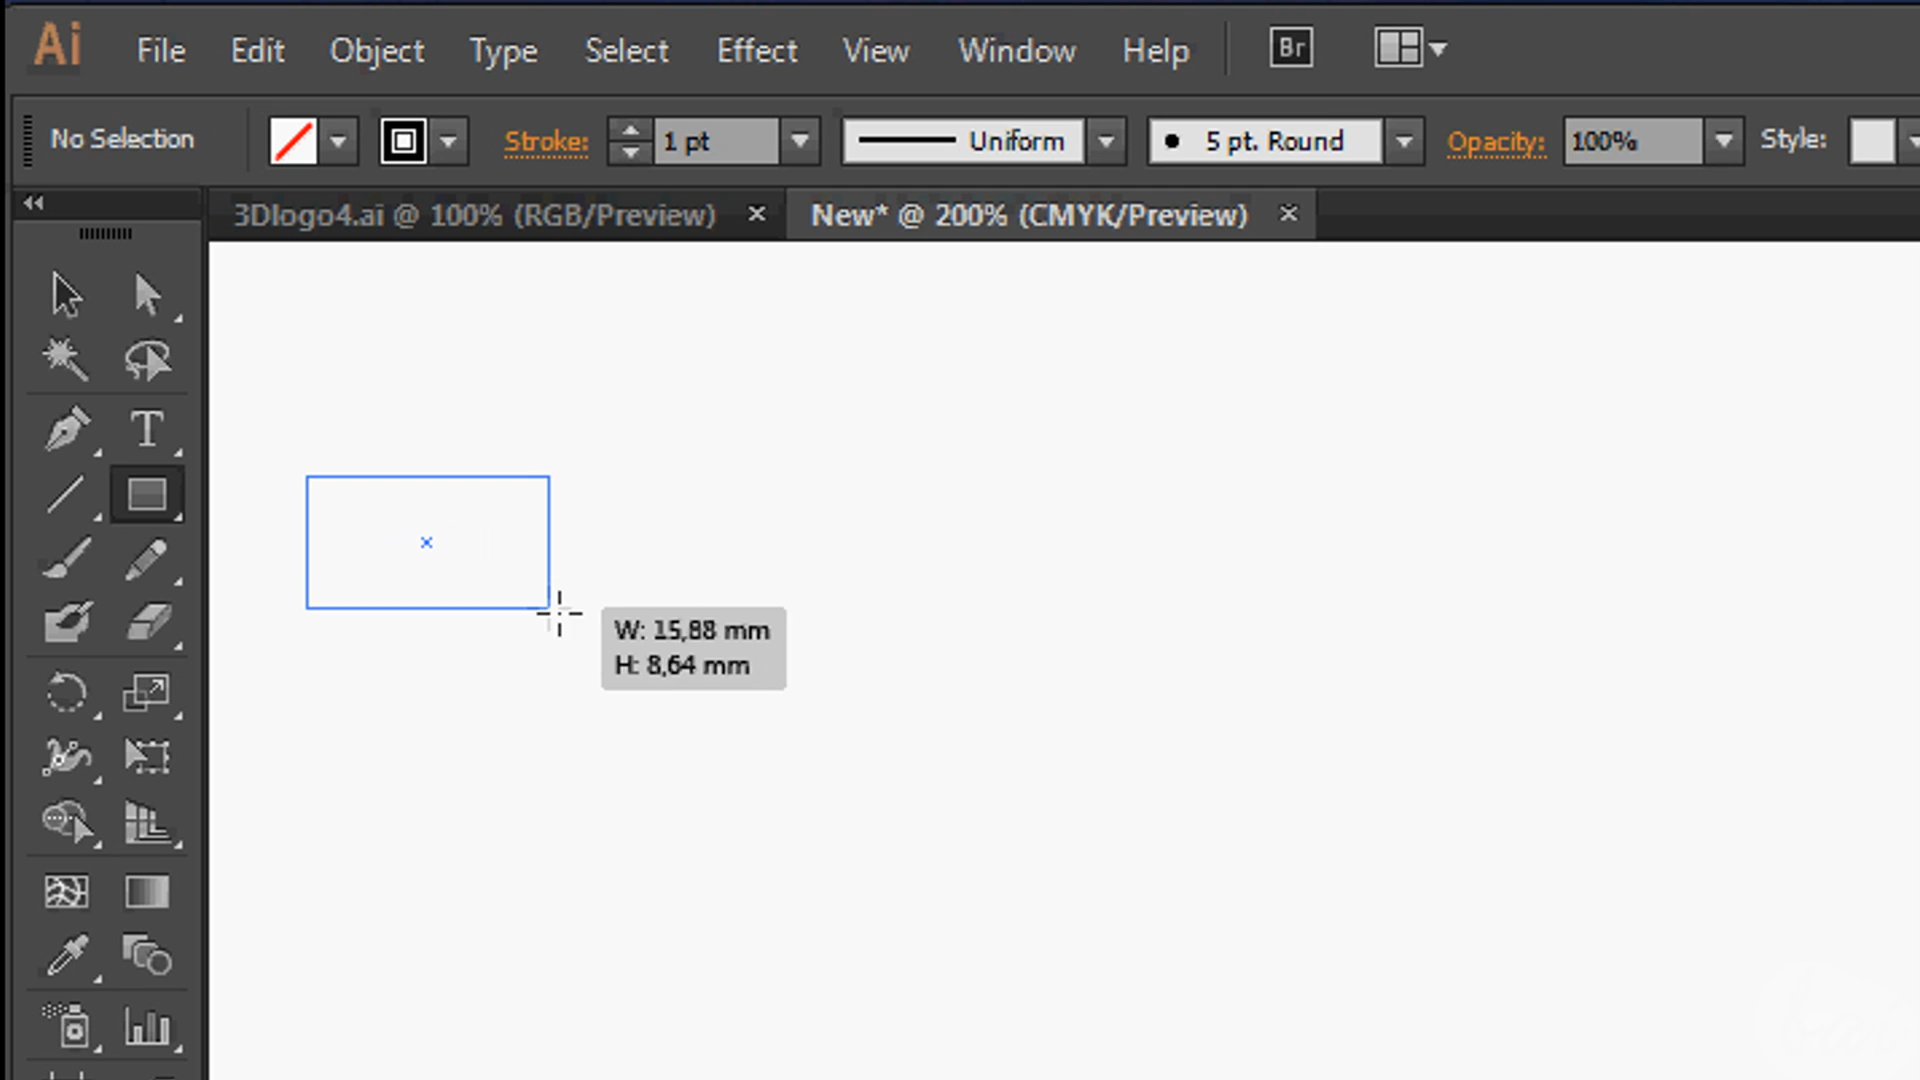 Ai File Edit Object Type Select Effect View Window Help Br
No Selection Stroke: 1 pt Uniform 5 pt. Round Opacity: 100% Style:
3Dlogo4.ai @ 100% (RGB/Preview) × New* @ 200% (CMYK/Preview) ×
T
W: 15,88 mm
H: 8,64 mm